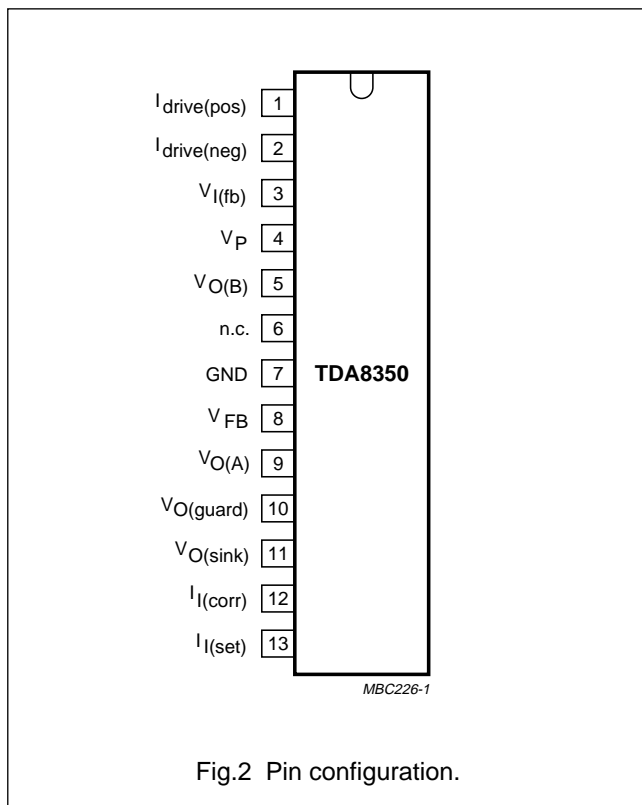 I drive(pos) 1
I drive(neg) 2
V I(fb) 3
V P 4
V O(B) 5
n.c. 6
GND 7
TDA8350
V FB 8
V O(A) 9
V O(guard) 10
V O(sink) 11
I I(corr) 12
I I(set) 13
MBC226-1
Fig.2 Pin configuration.